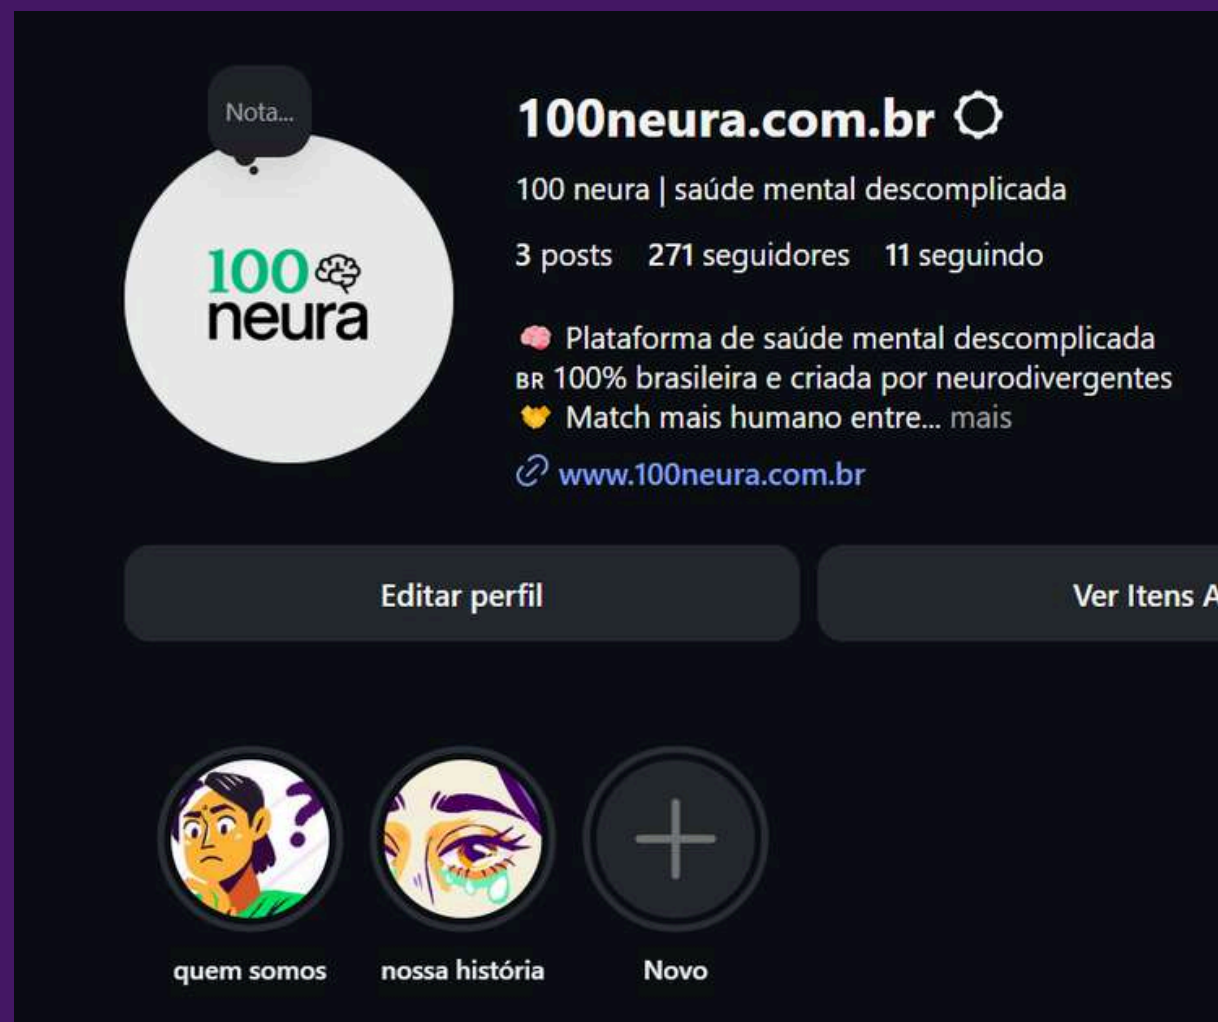 Nota...
100neura.com.br
100 neura | saúde mental descomplicada
3 posts 271 seguidores 11 seguindo
100
neura
🧠 Plataforma de saúde mental descomplicada
BR 100% brasileira e criada por neurodivergentes
🤝 Match mais humano entre... mais
www.100neura.com.br
Editar perfil
Ver Itens A
?
quem somos
nossa história
Novo